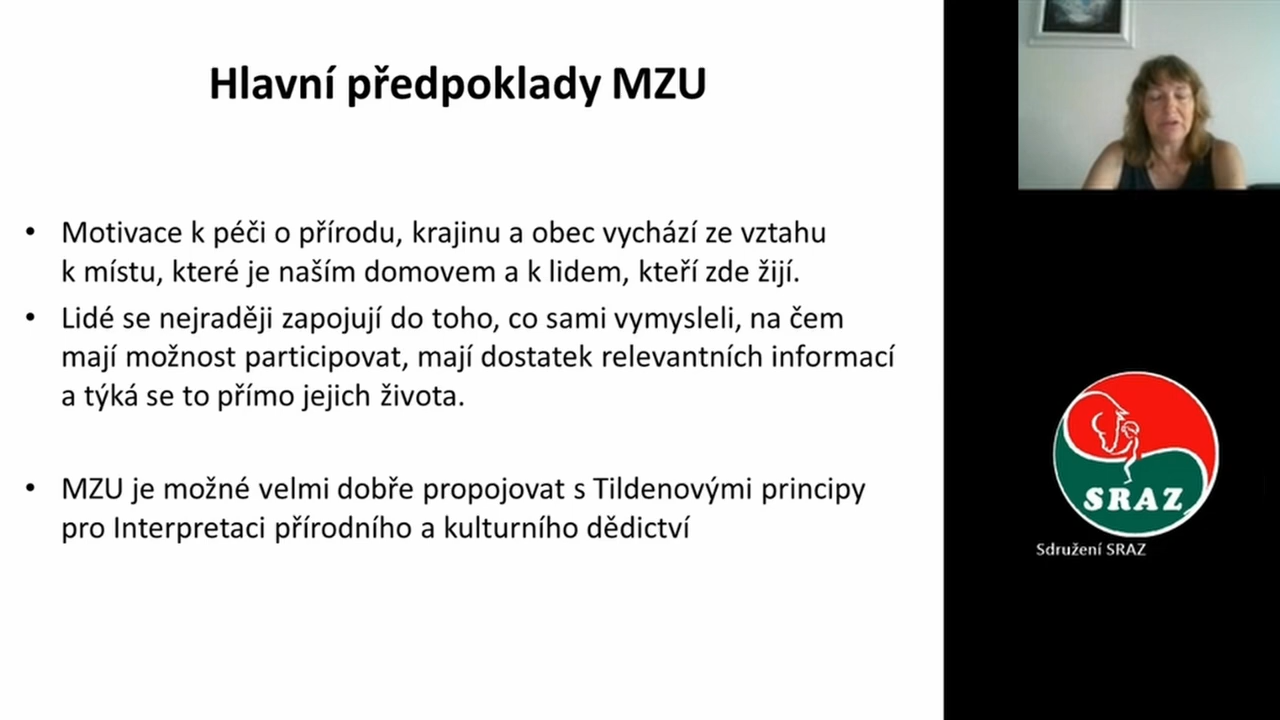 Hlavní předpoklady MZU
• Motivace k péči o přírodu, krajinu a obec vychází ze vztahu
k místu, které je naším domovem a k lidem, kteří zde žijí.
• Lidé se nejraději zapojují do toho, co sami vymysleli, na čem
mají možnost participovat, mají dostatek relevantních informací
a týká se to přímo jejich života.
• MZU je možné velmi dobře propojovat s Tildenovými principy
pro Interpretaci přírodního a kulturního dědictví
SRAZ
Sdružení SRAZ